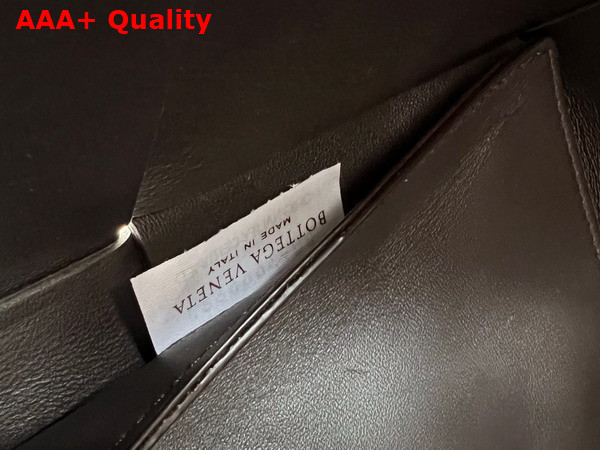 AAA+ Quality
BOTTEGA VENETA
MADE IN ITALY